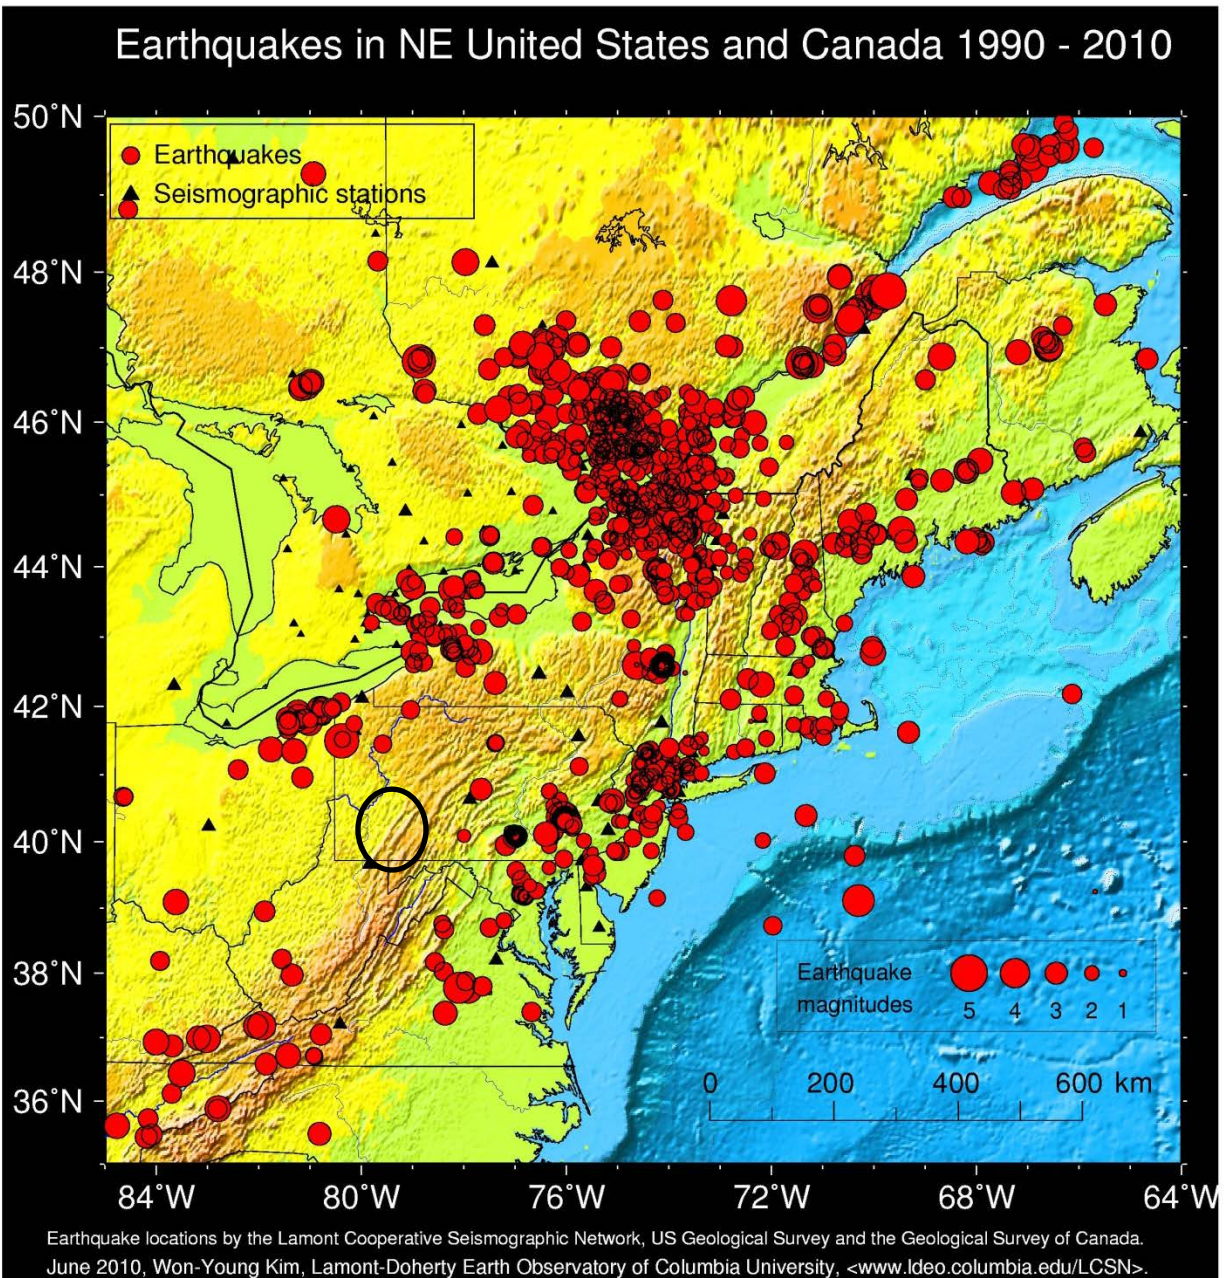 Earthquakes in NE United States and Canada 1990 - 2010
50˚N
Earthquakes
Seismographic stations
48˚N
46˚N
44˚N
42˚N
40˚N
38˚N
Earthquake
magnitudes
5 4 3 2 1
36˚N
0 200 400 600 km
84˚W 80˚W 76˚W 72˚W 68˚W 64˚W
Earthquake locations by the Lamont Cooperative Seismographic Network, US Geological Survey and the Geological Survey of Canada.
June 2010, Won-Young Kim, Lamont-Doherty Earth Observatory of Columbia University, <www.ldeo.columbia.edu/LCSN>.